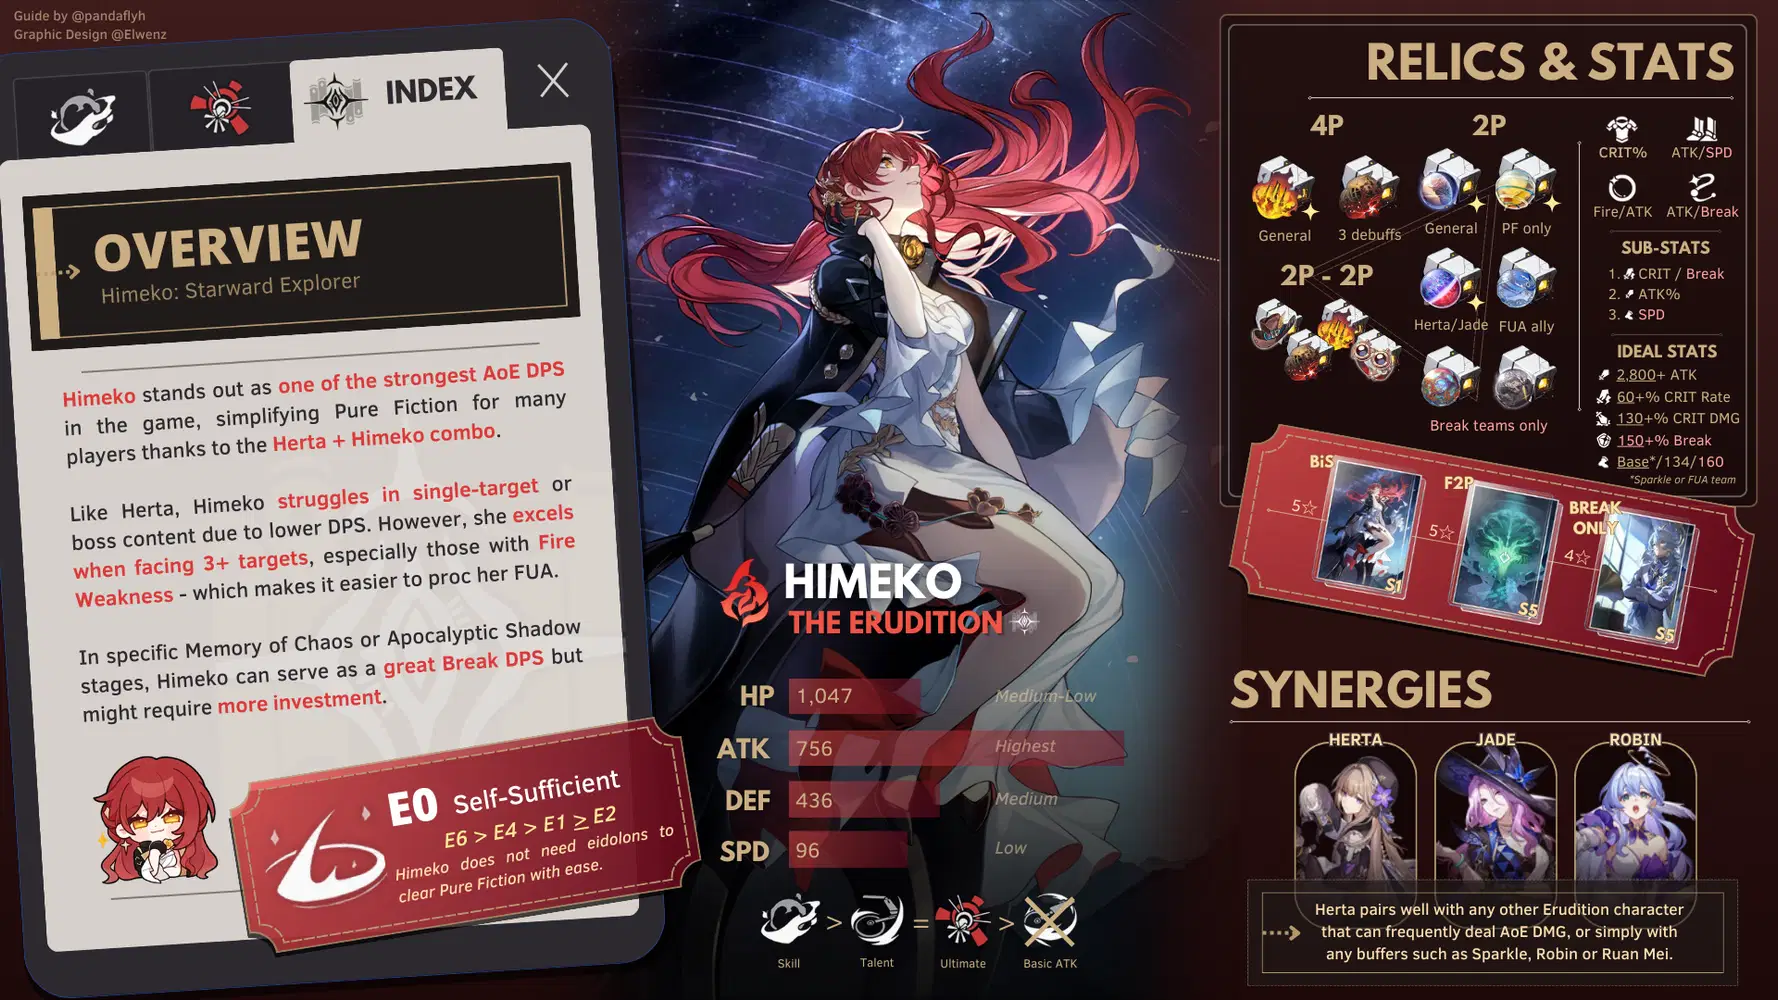 Guide by @pandaflyh
Graphic Design @Elwenz
INDEX
OVERVIEW
Himeko: Starward Explorer
Himeko stands out as one of the strongest AoE DPS
in the game, simplifying Pure Fiction for many
players thanks to the Herta + Himeko combo.
Like Herta, Himeko struggles in single-target or
boss content due to lower DPS. However, she excels
when facing 3+ targets, especially those with Fire
Weakness - which makes it easier to proc her FUA.
In specific Memory of Chaos or Apocalyptic Shadow
stages, Himeko can serve as a great Break DPS but
might require more investment.
E0 Self-Sufficient
E6 > E4 > E1 ≥ E2
Himeko does not need eidolons to
clear Pure Fiction with ease.
HIMEKO
THE ERUDITION
HP 1,047 Medium-Low
ATK 756 Highest
DEF 436 Medium
SPD 96 Low
> = >
Skill Talent Ultimate Basic ATK
RELICS & STATS
4P 2P
General 3 debuffs General PF only
2P - 2P
Herta/Jade FUA ally
Break teams only
CRIT% ATK/SPD
Fire/ATK ATK/Break
SUB-STATS
1. CRIT / Break
2. ATK%
3. SPD
IDEAL STATS
2,800+ ATK
60+% CRIT Rate
130+% CRIT DMG
150+% Break
Base*/134/160
*Sparkle or FUA team
BiS
5☆
S1
F2P
5☆
S5
BREAK
ONLY
4☆
S5
SYNERGIES
HERTA JADE ROBIN
Herta pairs well with any other Erudition character
that can frequently deal AoE DMG, or simply with
any buffers such as Sparkle, Robin or Ruan Mei.